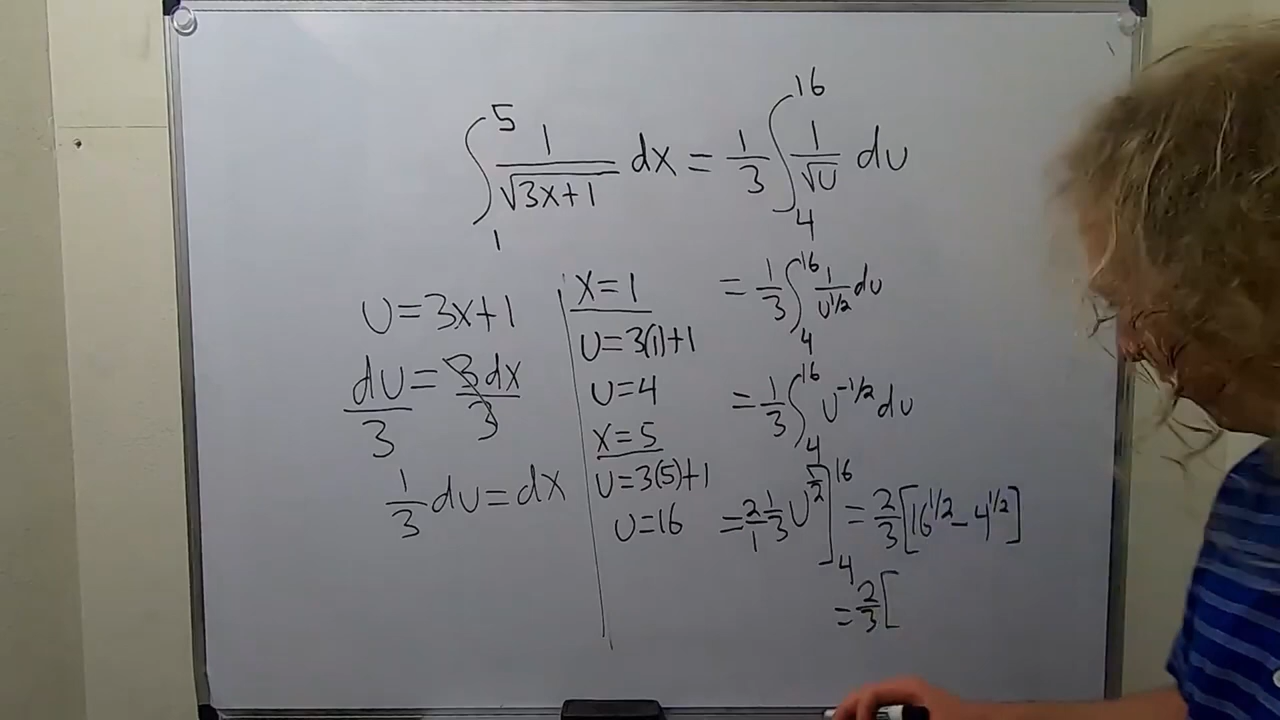 ∫₁⁵ 1/√(3x+1) dx = 1/3 ∫₄¹⁶ 1/√u du
u=3x+1
du/3 = 3dx/3
1/3 du=dx
x=1
u=3(1)+1
u=4
x=5
u=3(5)+1
u=16
= 1/3 ∫₄¹⁶ 1/u^(1/2) du
= 1/3 ∫₄¹⁶ u^(-1/2) du
= 2/1 1/3 u^(1/2) ]₄¹⁶ = 2/3 [16^(1/2) - 4^(1/2)]
= 2/3 [